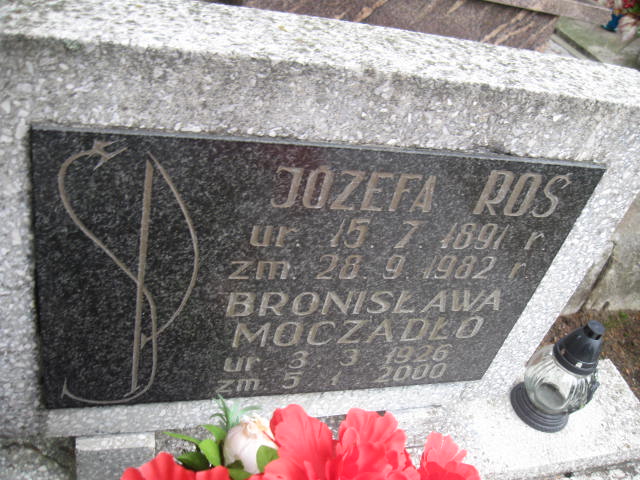 JÓZEFA ROS
ur. 15 7 1891 r.
zm. 28 9 1982 r.
BRONISŁAWA
MOCZADŁO
ur 3. 3 1926
zm. 5 1 2000